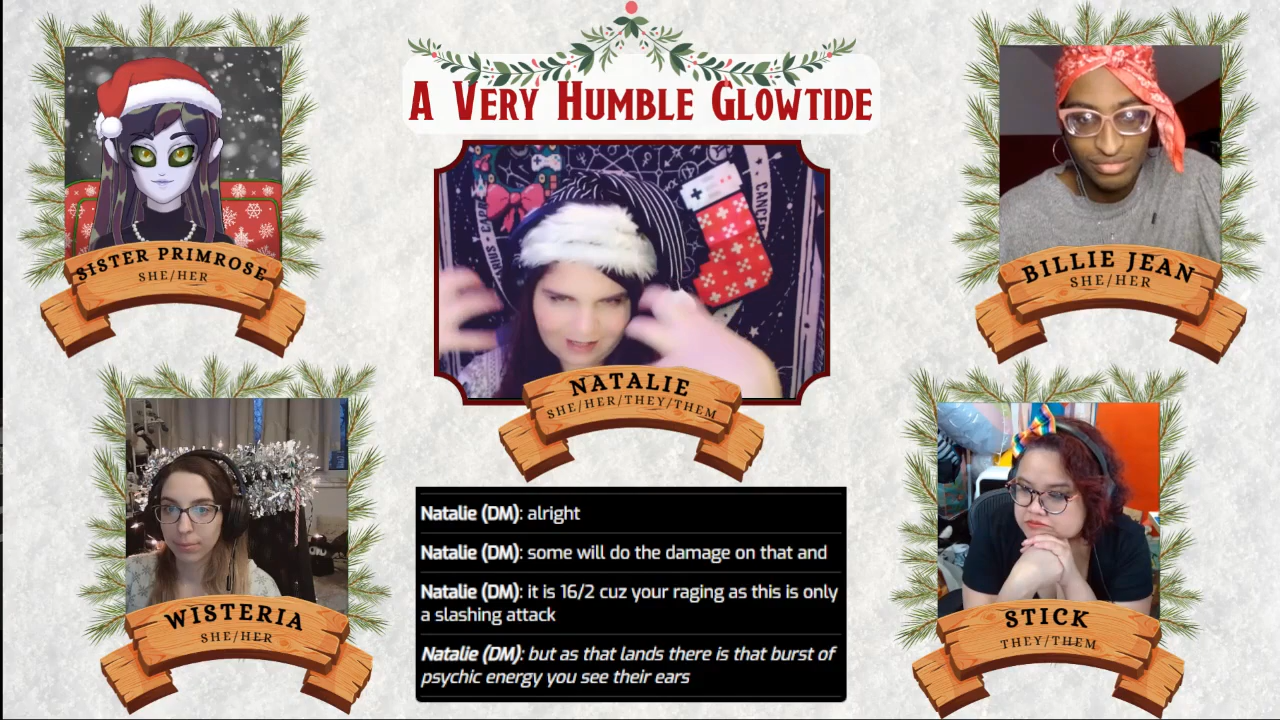 A Very Humble Glowtide
SISTER PRIMROSE
SHE/HER
BILLIE JEAN
SHE/HER
CANCE
NATALIE
SHE/HER/THEY/THEM
WISTERIA
SHE/HER
STICK
THEY/THEM
Natalie (DM): alright
Natalie (DM): some will do the damage on that and
Natalie (DM): it is 16/2 cuz your raging as this is only
a slashing attack
Natalie (DM): but as that lands there is that burst of
psychic energy you see their ears